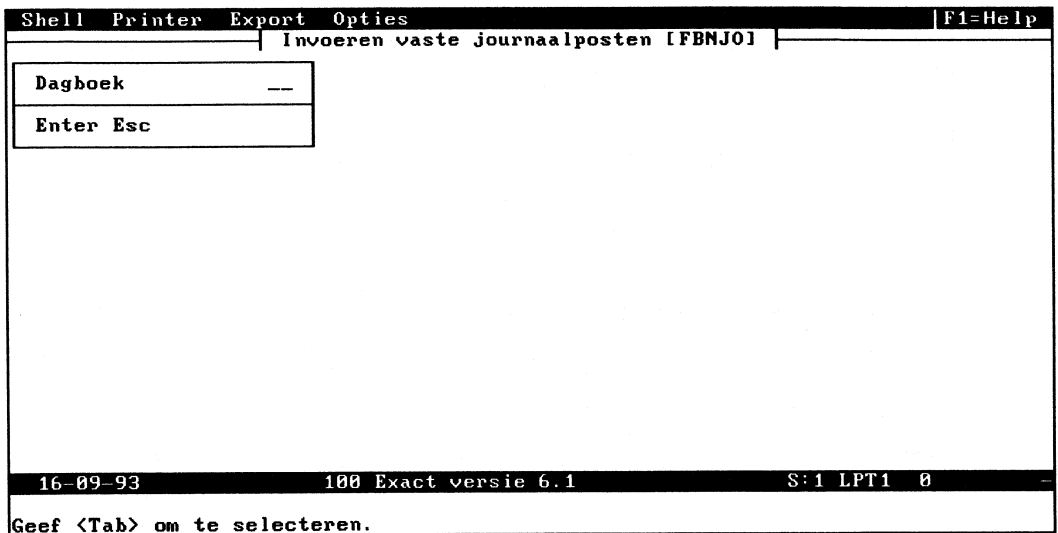 Shell Printer Export Opties |F1=Help
Invoeren vaste journaalposten [FBNJO]
Dagboek __
Enter Esc
16-09-93 100 Exact versie 6.1 S:1 LPT1 0 –
Geef <Tab> om te selecteren.